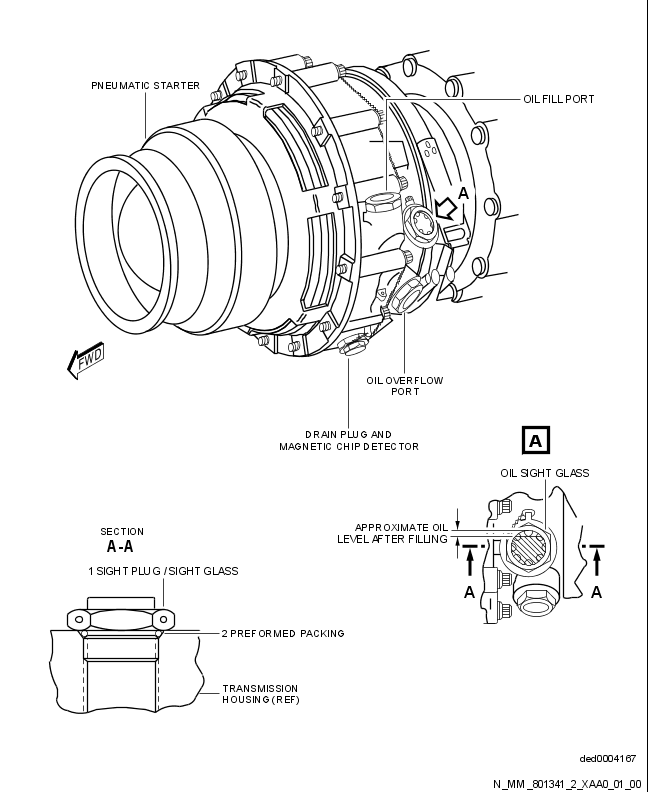 PNEUMATIC STARTER
OIL FILL PORT
A
FWD
OIL OVERFLOW
PORT
DRAIN PLUG AND
MAGNETIC CHIP DETECTOR
A
OIL SIGHT GLASS
APPROXIMATE OIL
LEVEL AFTER FILLING
A
A
SECTION
A-A
1 SIGHT PLUG / SIGHT GLASS
2 PREFORMED PACKING
TRANSMISSION
HOUSING (REF)
ded0004167
N_MM_801341_2_XAA0_01_00